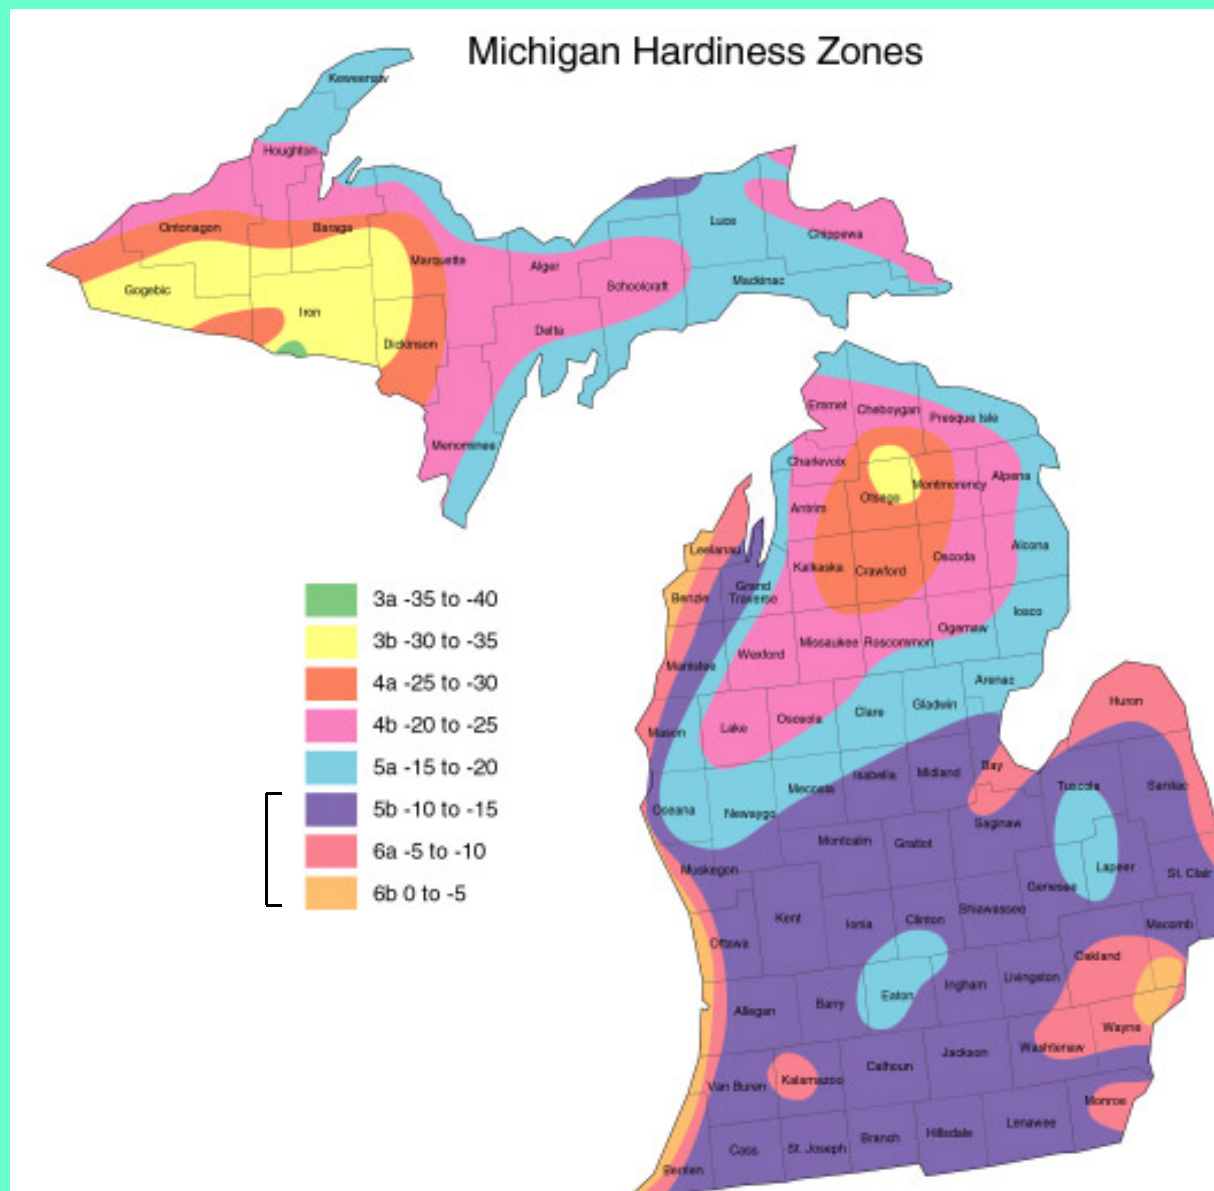 Michigan Hardiness Zones
Keweenaw
Houghton
Ontonagon
Baraga
Gogebic
Iron
Marquette
Dickinson
Alger
Schoolcraft
Delta
Menominee
Luce
Chippewa
Mackinac
Emmet
Cheboygan
Presque Isle
Charlevoix
Otsego
Montmorency
Alpena
Antrim
Leelanau
Kalkaska
Crawford
Oscoda
Alcona
Benzie
Grand
Traverse
Manistee
Wexford
Missaukee
Roscommon
Ogemaw
Iosco
Mason
Lake
Osceola
Clare
Gladwin
Arenac
Huron
Oceana
Newaygo
Mecosta
Isabella
Midland
Bay
Tuscola
Sanilac
Muskegon
Montcalm
Gratiot
Saginaw
Lapeer
Genesee
St. Clair
Ottawa
Kent
Ionia
Clinton
Shiawassee
Macomb
Oakland
Allegan
Barry
Eaton
Ingham
Livingston
Wayne
Van Buren
Kalamazoo
Calhoun
Jackson
Washtenaw
Monroe
Berrien
Cass
St. Joseph
Branch
Hillsdale
Lenawee
3a -35 to -40
3b -30 to -35
4a -25 to -30
4b -20 to -25
5a -15 to -20
5b -10 to -15
6a -5 to -10
6b 0 to -5